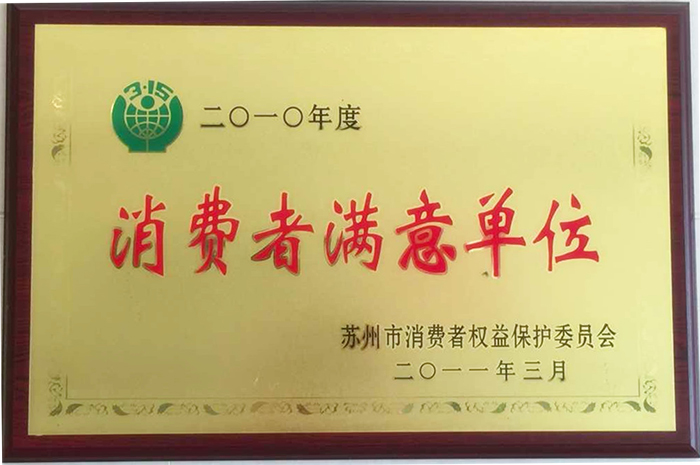 3·15
二〇一〇年度
消费者满意单位
苏州市消费者权益保护委员会
二〇一一年三月